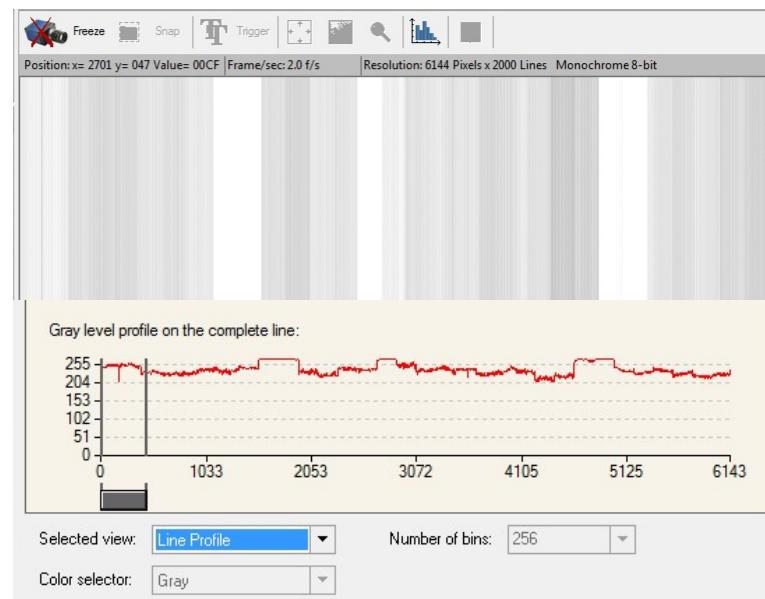 Freeze Snap Trigger
Position: x= 2701 y= 047 Value= 00CF Frame/sec: 2.0 f/s Resolution: 6144 Pixels x 2000 Lines Monochrome 8-bit
Gray level profile on the complete line:
255
204
153
102
51
0
0 1033 2053 3072 4105 5125 6143
Selected view: Line Profile Number of bins: 256
Color selector: Gray